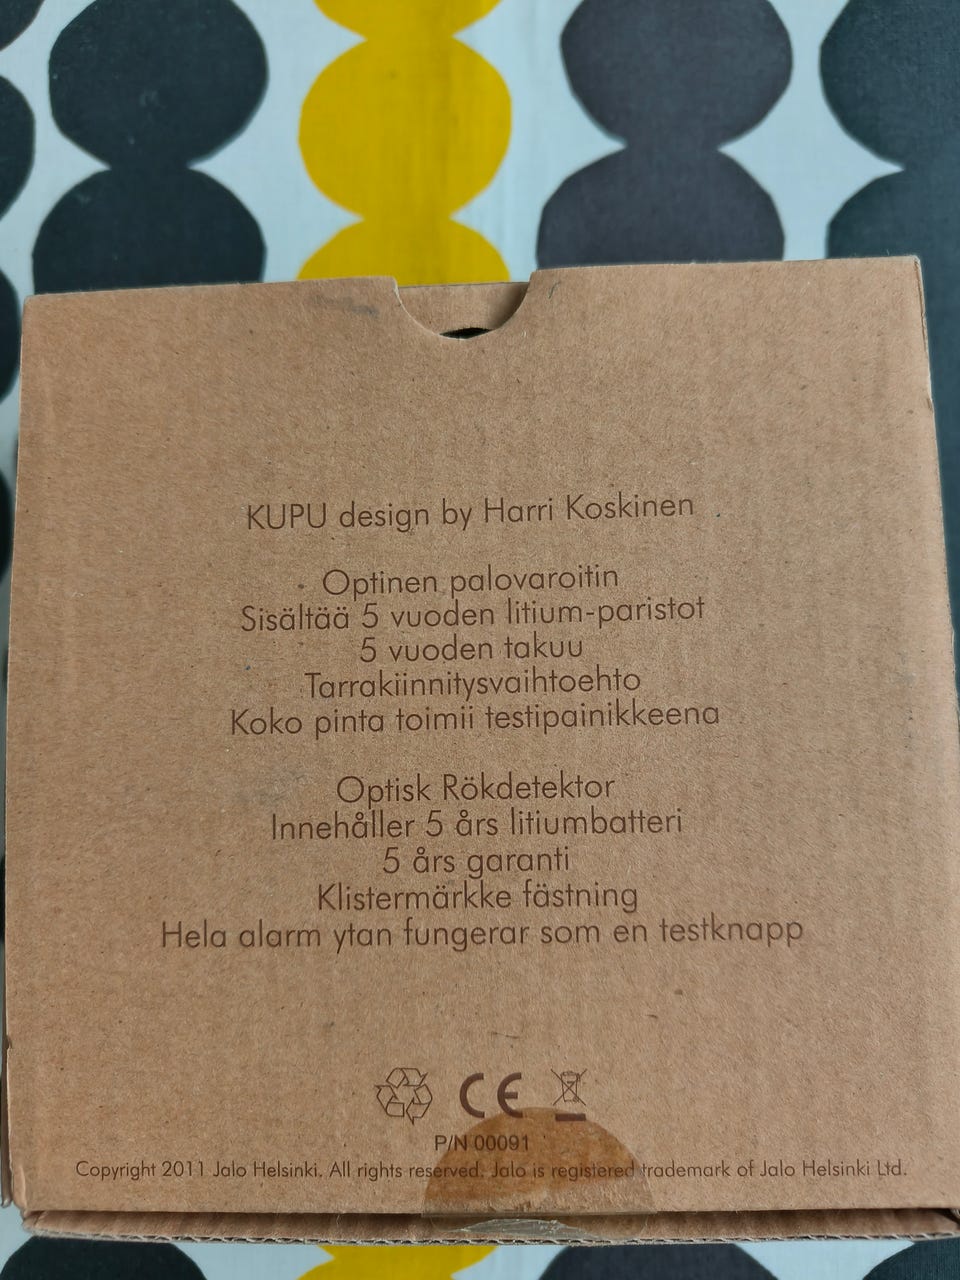 KUPU design by Harri Koskinen
Optinen palovaroitin
Sisältää 5 vuoden litium-paristot
5 vuoden takuu
Tarrakiinnitysvaihtoehto
Koko pinta toimii testipainikkeena
Optisk Rökdetektor
Innehåller 5 års litiumbatteri
5 års garanti
Klistermärkke fästning
Hela alarm ytan fungerar som en testknapp
CE
P/N 00091
Copyright 2011 Jalo Helsinki. All rights reserved. Jalo is registered trademark of Jalo Helsinki Ltd.